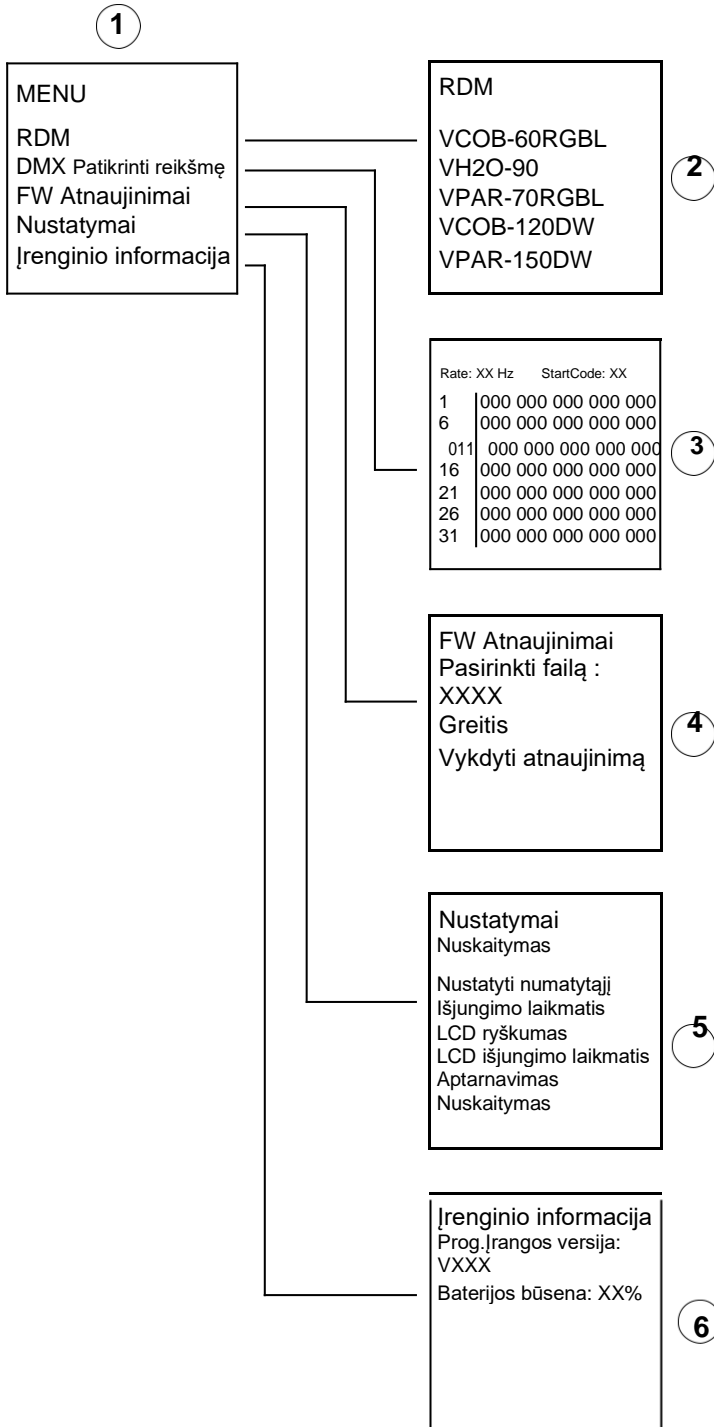 1
MENU
RDM
DMX Patikrinti reikšmę
FW Atnaujinimai
Nustatymai
Įrenginio informacija
RDM
VCOB-60RGBL
VH2O-90
VPAR-70RGBL
VCOB-120DW
VPAR-150DW
2
Rate: XX Hz StartCode: XX
1 000 000 000 000 000
6 000 000 000 000 000
011 000 000 000 000 000
16 000 000 000 000 000
21 000 000 000 000 000
26 000 000 000 000 000
31 000 000 000 000 000
3
FW Atnaujinimai
Pasirinkti failą :
XXXX
Greitis
Vykdyti atnaujinimą
4
Nustatymai
Nuskaitymas
Nustatyti numatytąjį
Išjungimo laikmatis
LCD ryškumas
LCD išjungimo laikmatis
Aptarnavimas
Nuskaitymas
5
Įrenginio informacija
Prog.Įrangos versija:
VXXX
Baterijos būsena: XX%
6